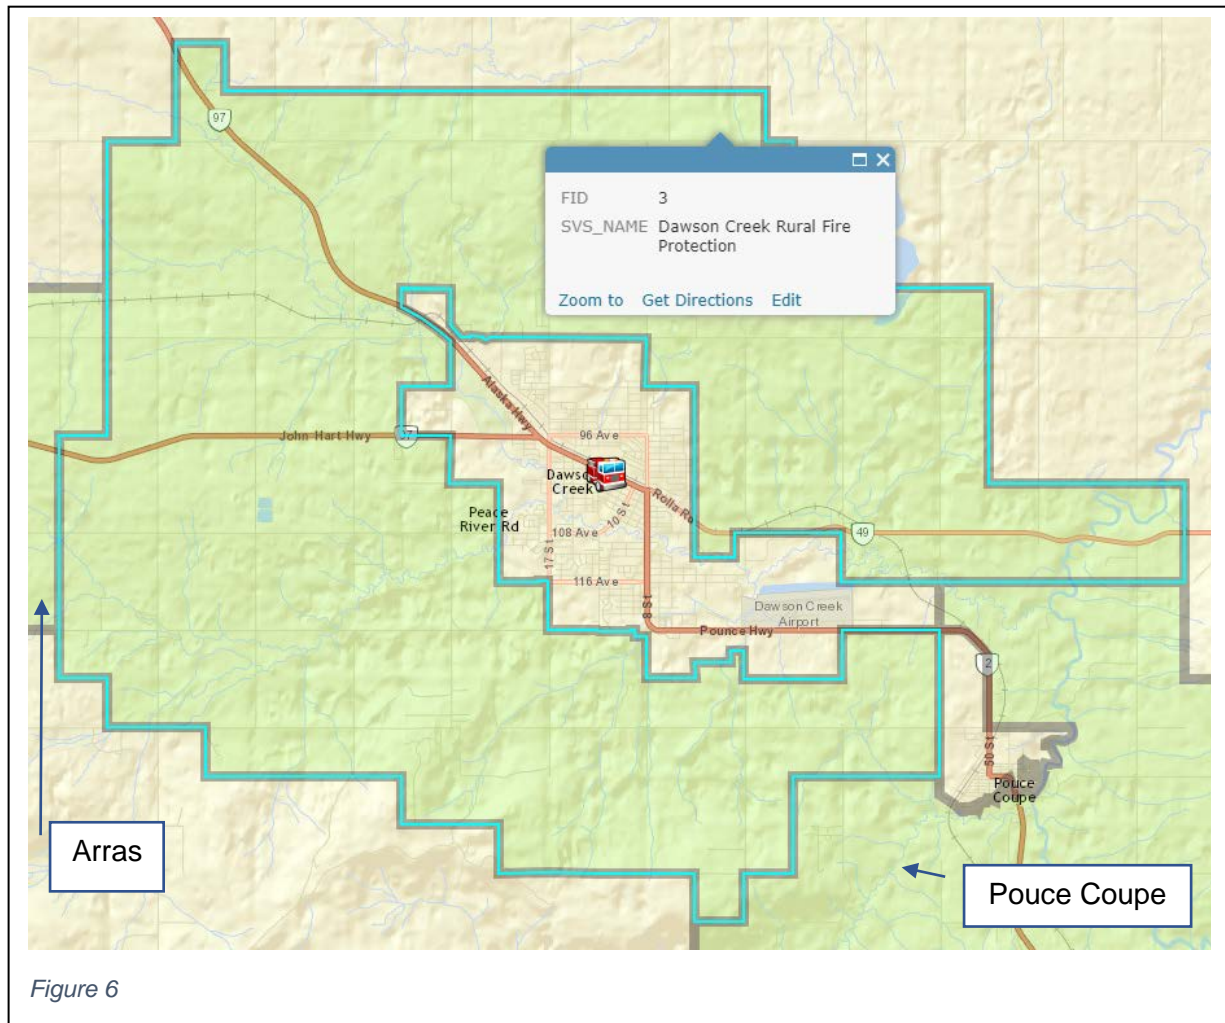 97
FID 3
SVS_NAME Dawson Creek Rural Fire
Protection
Zoom to Get Directions Edit
Alaska Hwy
John Hart Hwy
97
96 Ave
Dawson
Creek
Rolla Rd
Peace
River Rd
10 St
108 Ave
49
17 St
116 Ave
8 St
Dawson Creek
Airport
Pounce Hwy
2
50 St
Pouce
Coupe
Arras
Pouce Coupe
Figure 6